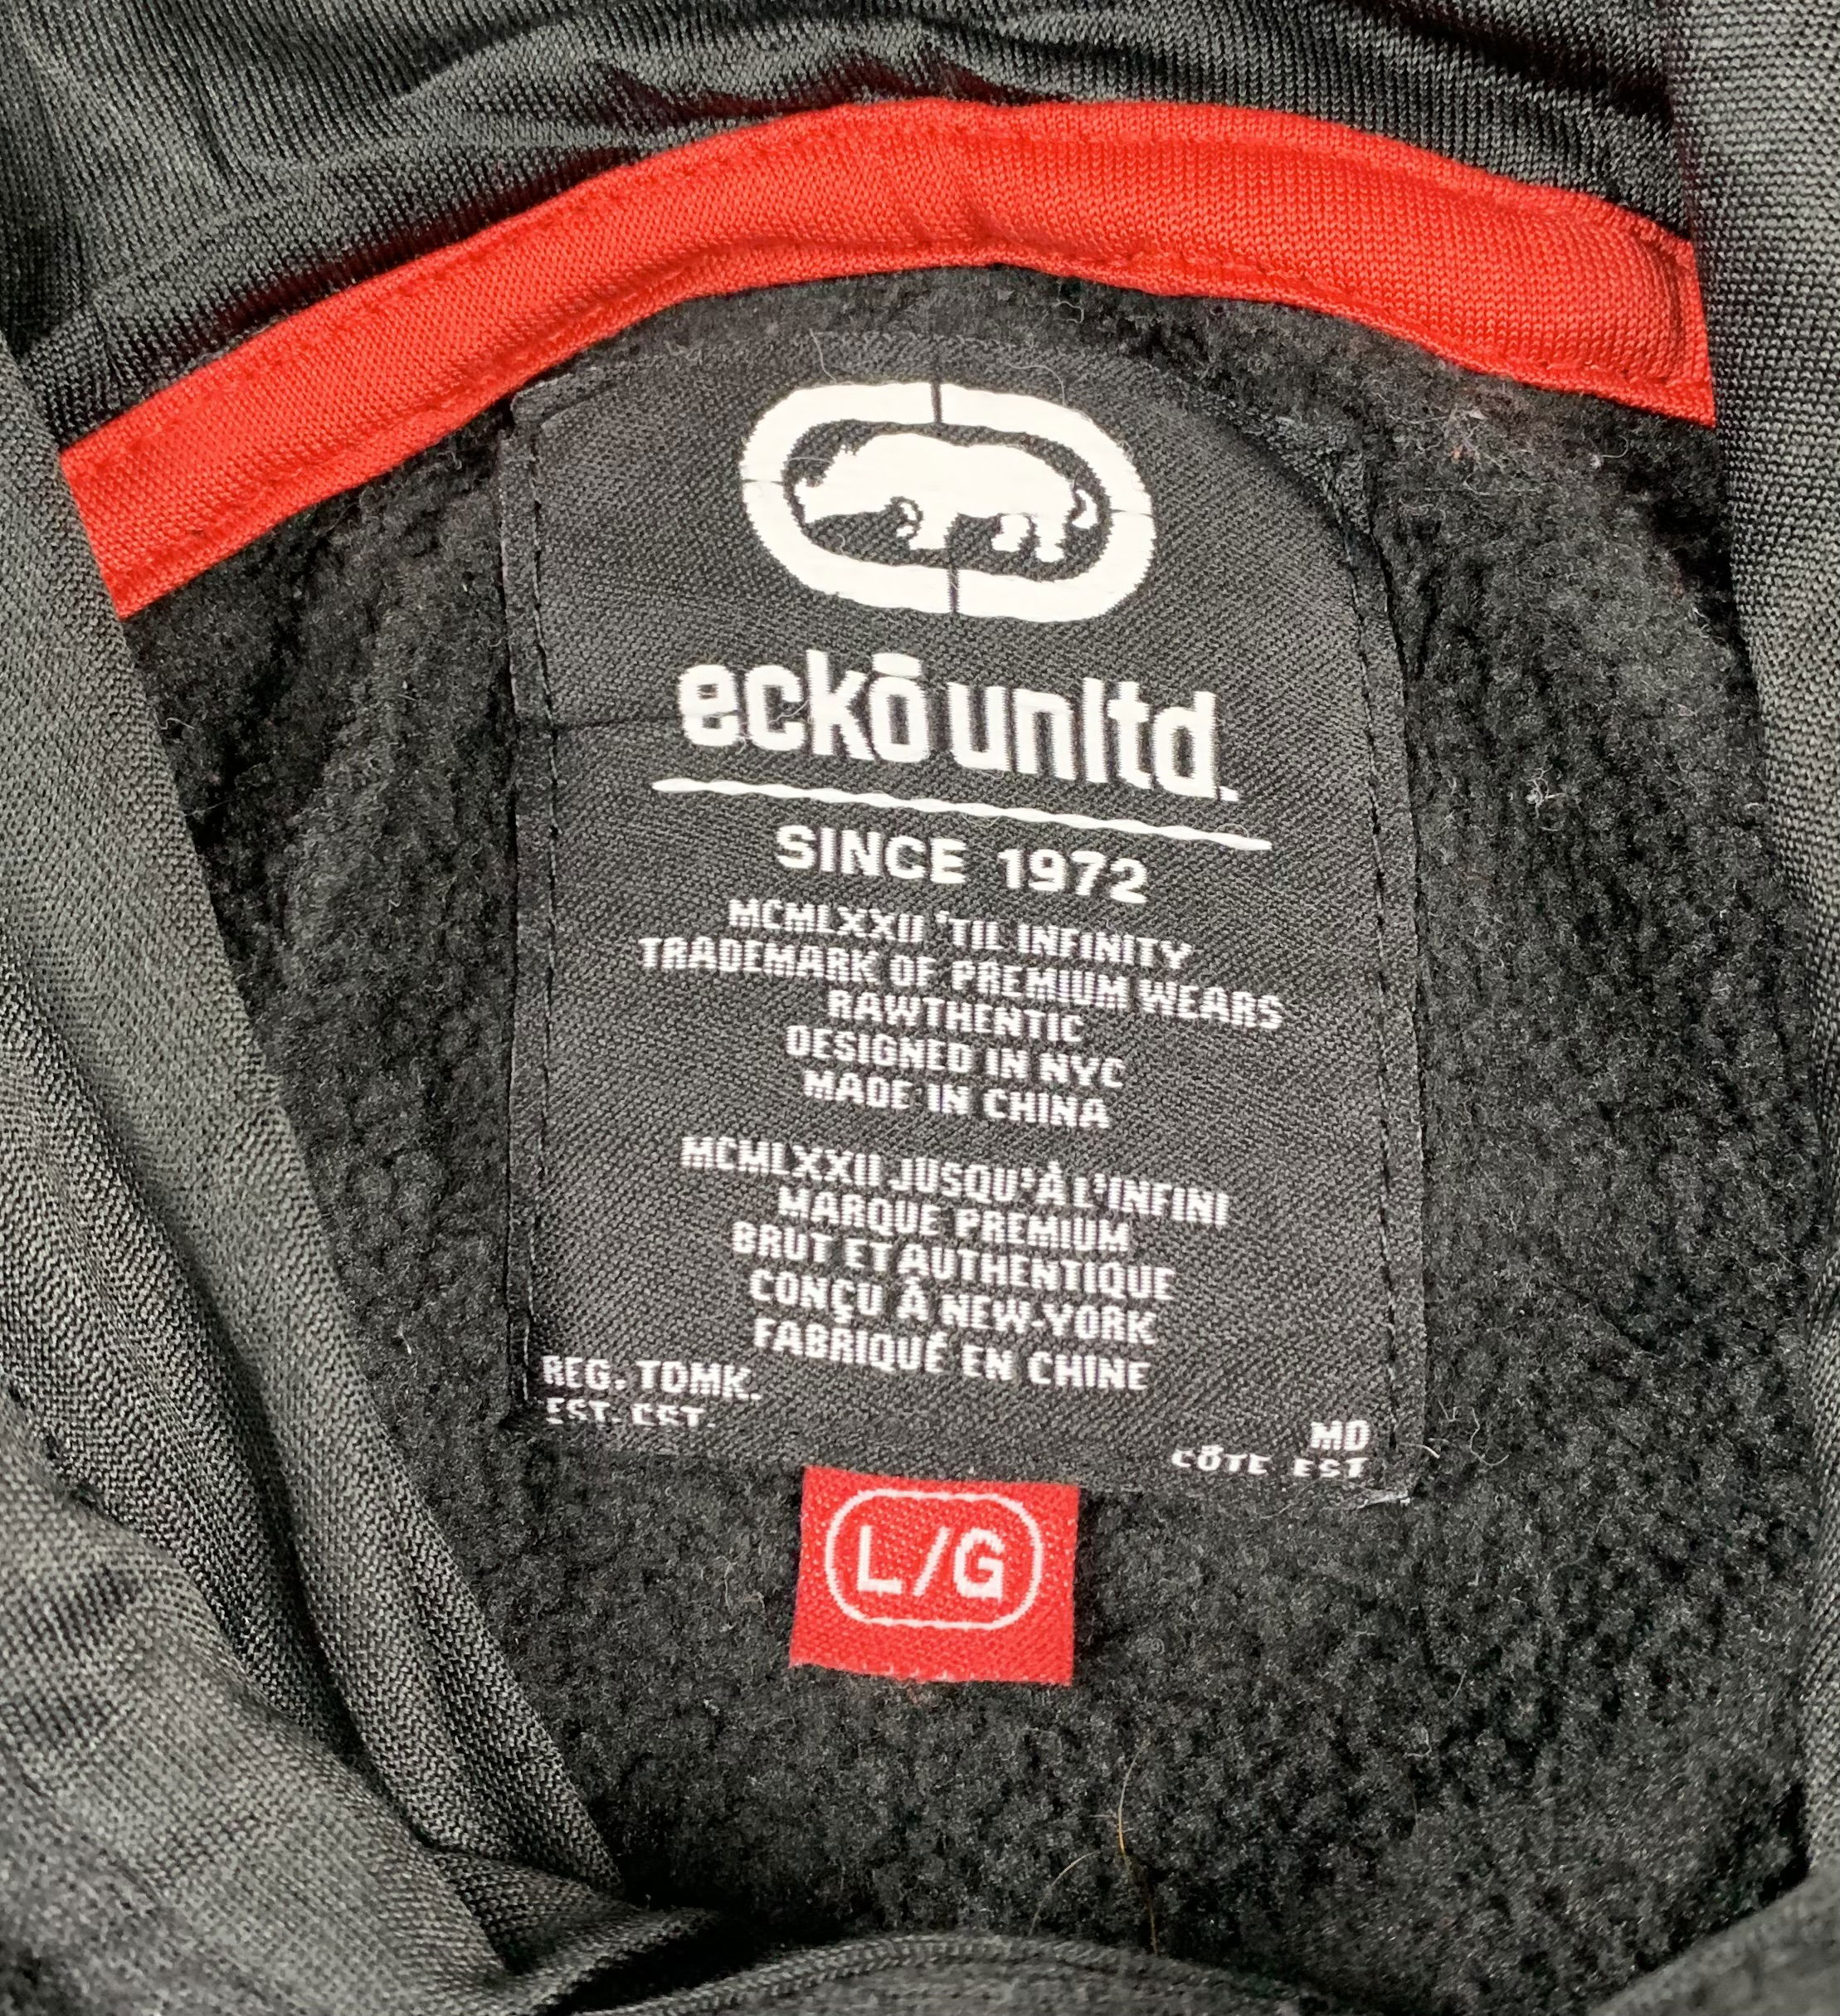 eckō unltd.
SINCE 1972
MCMLXXII 'TIL INFINITY
TRADEMARK OF PREMIUM WEARS
RAWTHENTIC
DESIGNED IN NYC
MADE IN CHINA
MCMLXXII JUSQU'À L'INFINI
MARQUE PREMIUM
BRUT ET AUTHENTIQUE
CONÇU À NEW-YORK
FABRIQUÉ EN CHINE
REG. TDMK.
EST. EST.
MD
CÔTE EST
L/G